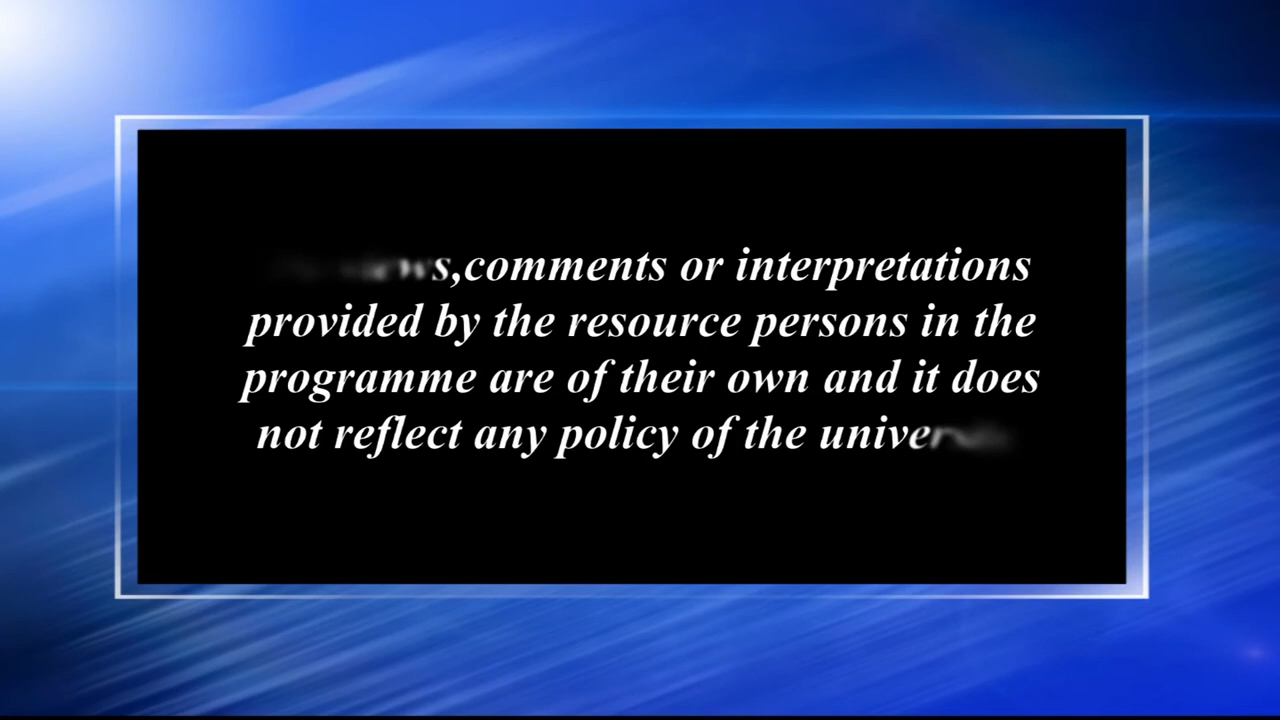 views,comments or interpretations
provided by the resource persons in the
programme are of their own and it does
not reflect any policy of the